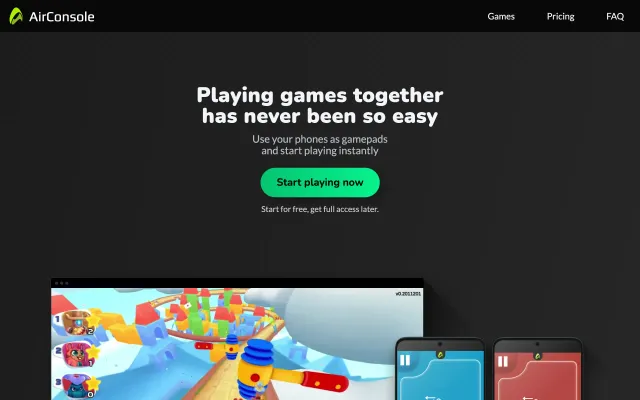 AirConsole
Games
Pricing
FAQ
Playing games together
has never been so easy
Use your phones as gamepads
and start playing instantly
Start playing now
Start for free, get full access later.
v0.2011201
1
2
2
1
3
0